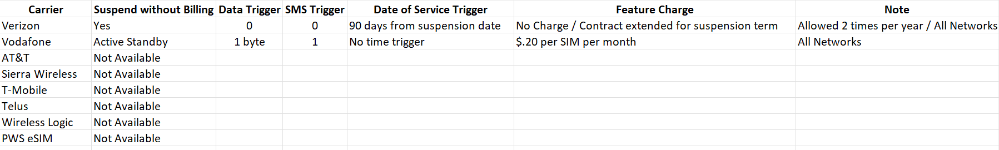 Carrier Suspend without Billing Data Trigger SMS Trigger Date of Service Trigger Feature Charge Note
Verizon Yes 0 0 90 days from suspension date No Charge / Contract extended for suspension term Allowed 2 times per year / All Networks
Vodafone Active Standby 1 byte 1 No time trigger $.20 per SIM per month All Networks
AT&T Not Available
Sierra Wireless Not Available
T-Mobile Not Available
Telus Not Available
Wireless Logic Not Available
PWS eSIM Not Available